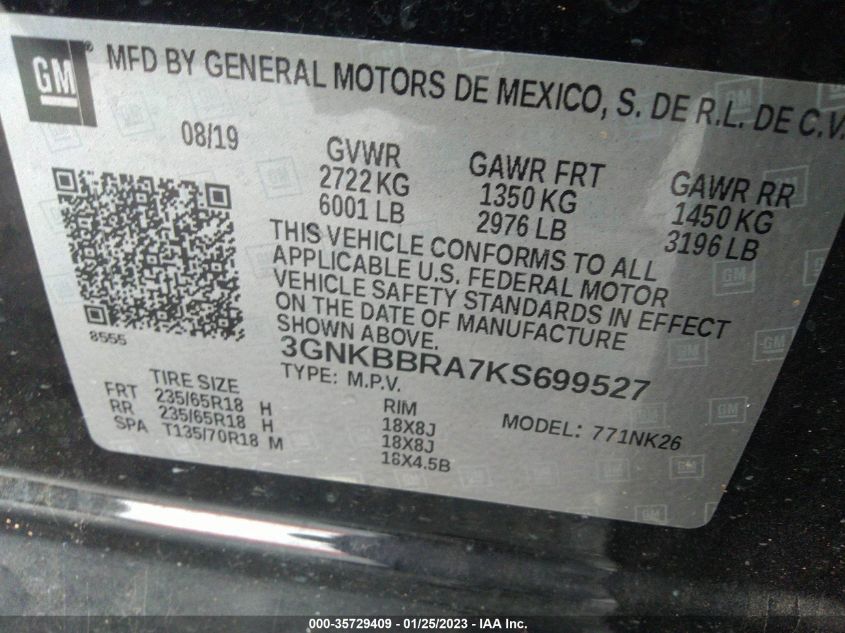 GM ® MFD BY GENERAL MOTORS DE MEXICO, S. DE R.L. DE C.V.
08/19
GVWR GAWR FRT GAWR RR
2722 KG 1350 KG 1450 KG
6001 LB 2976 LB 3196 LB
THIS VEHICLE CONFORMS TO ALL
APPLICABLE U.S. FEDERAL MOTOR
VEHICLE SAFETY STANDARDS IN EFFECT
ON THE DATE OF MANUFACTURE
SHOWN ABOVE.
8555
3GNKBBRA7KS699527
TYPE: M.P.V.
TIRE SIZE RIM MODEL: 771NK26
FRT 235/65R18 H 18X8J
RR 235/65R18 H 18X8J
SPA T135/70R18 M 18X4.5B
000-35729409 - 01/25/2023 - IAA Inc.